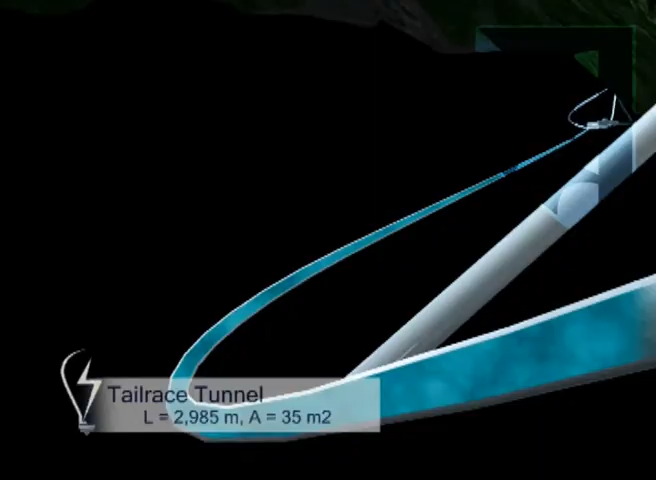 Tailrace Tunnel
L = 2,985 m, A = 35 m2